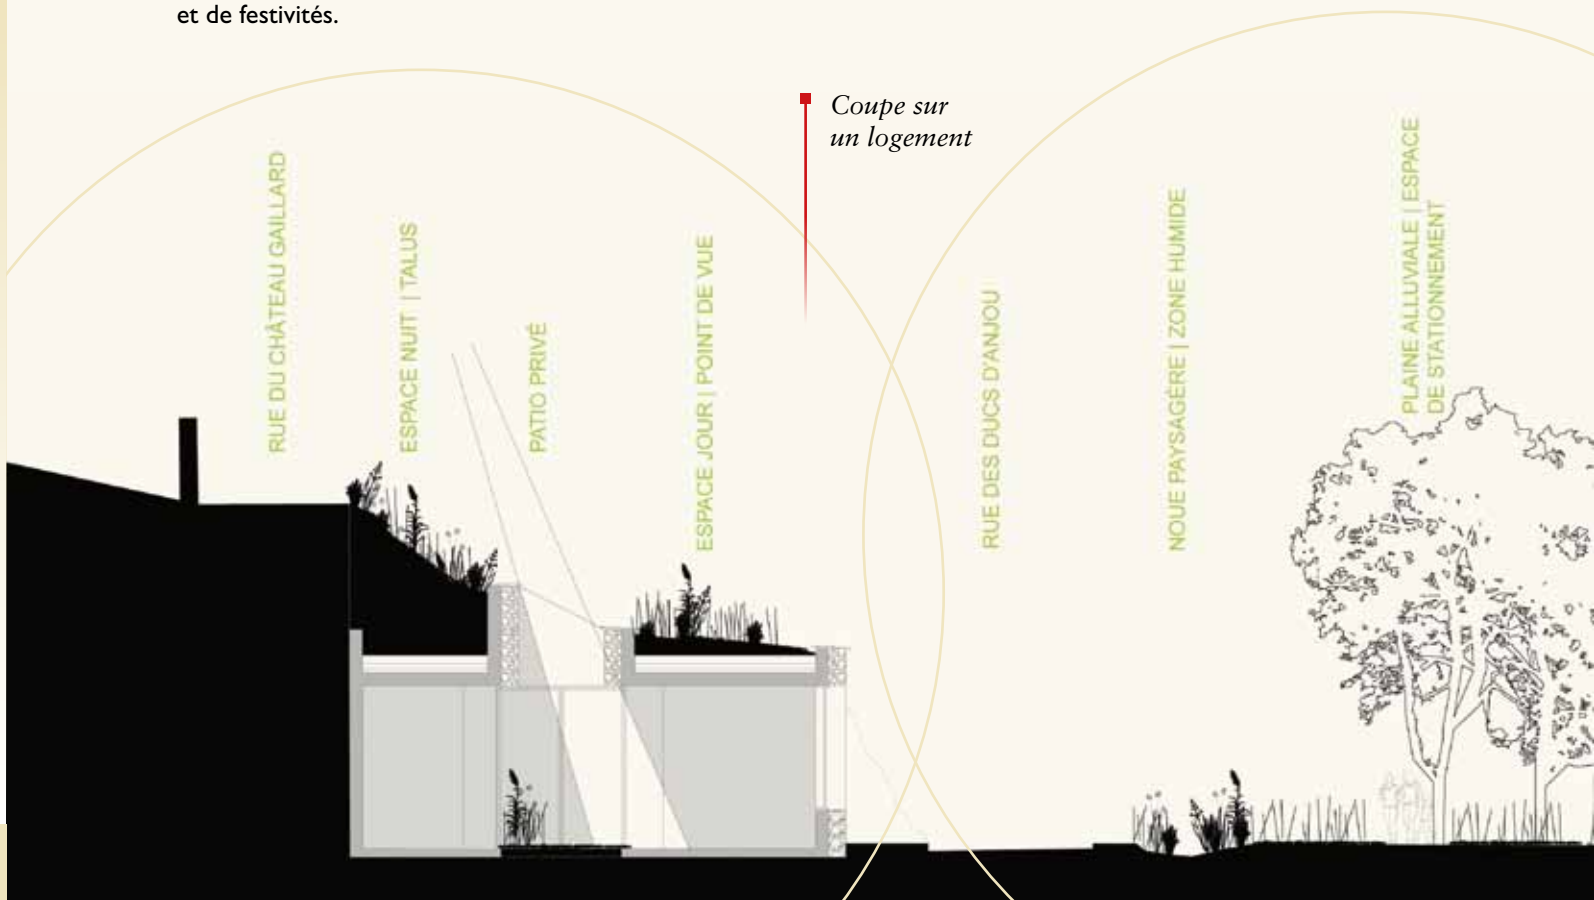 et de festivités.
Coupe sur
un logement
RUE DU CHÂTEAU GAILLARD
ESPACE NUIT | TALUS
PATIO PRIVÉ
ESPACE JOUR | POINT DE VUE
RUE DES DUCS D'ANJOU
NOUE PAYSAGÈRE | ZONE HUMIDE
PLAINE ALLUVIALE | ESPACE
DE STATIONNEMENT